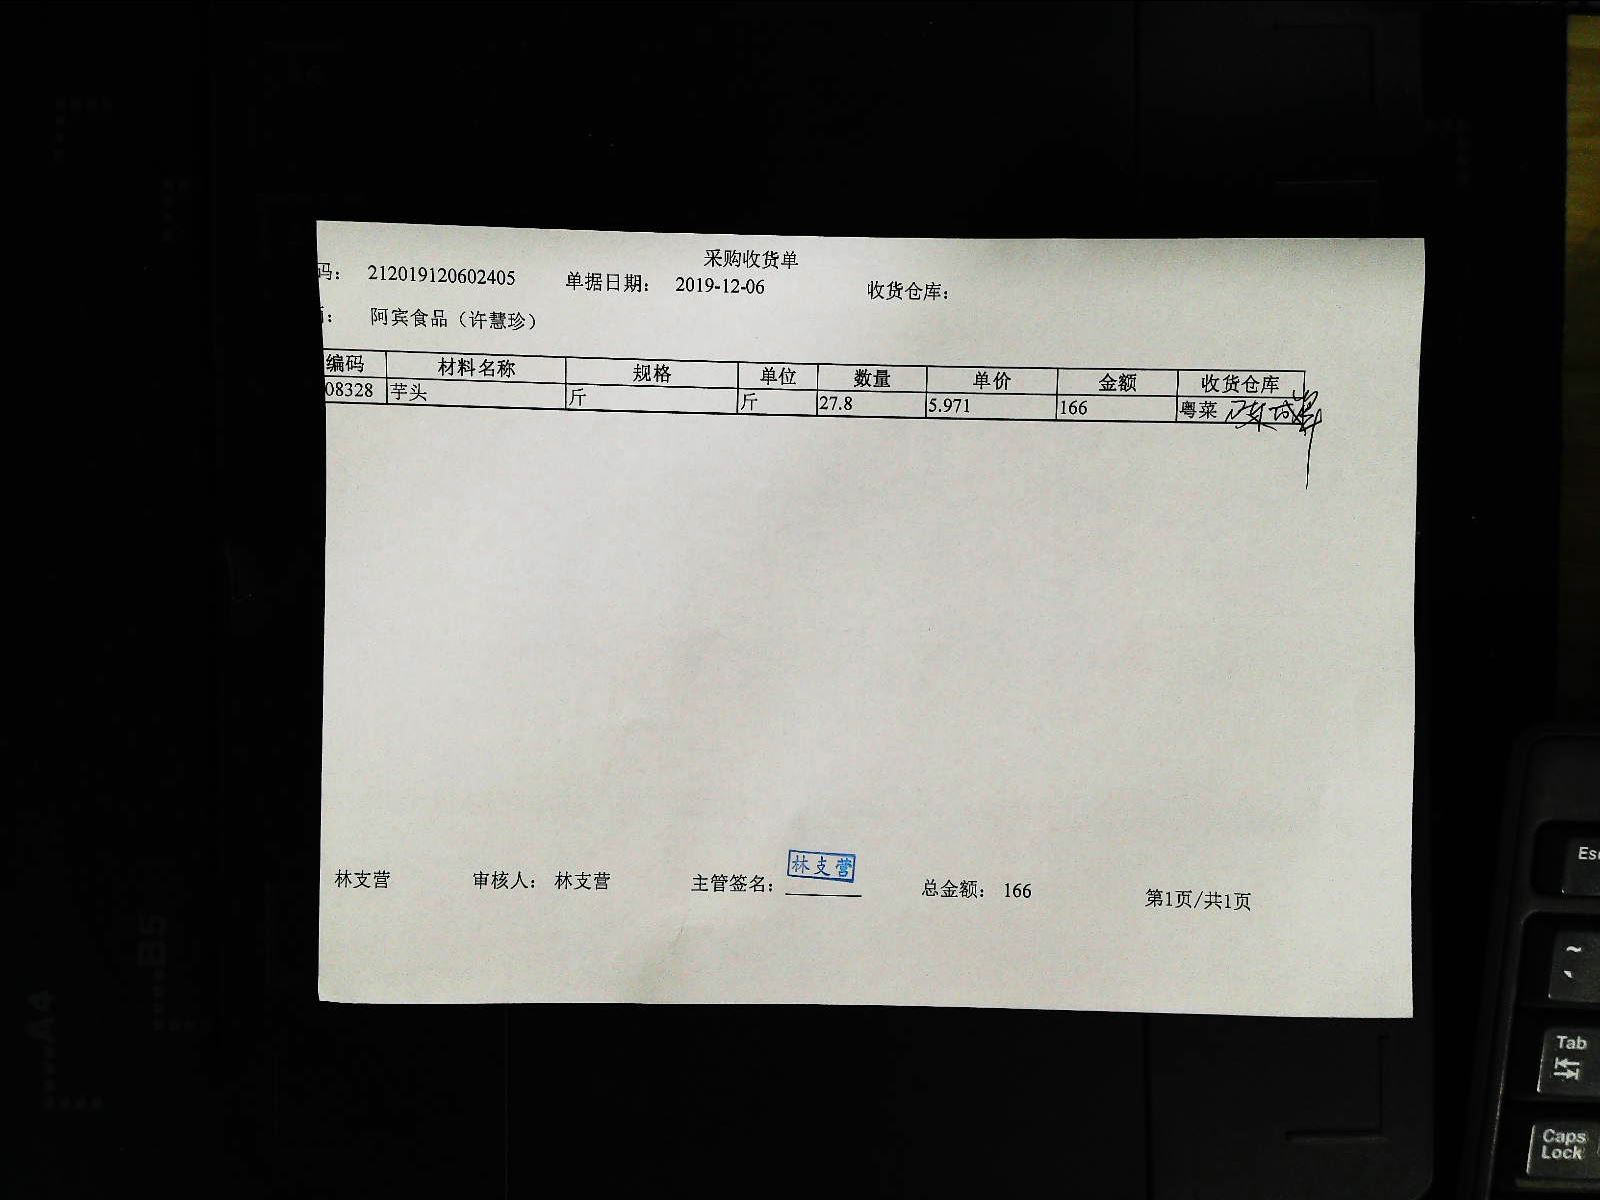 采购收货单
码： 212019120602405 单据日期： 2019-12-06 收货仓库：
阿宾食品（许慧珍）
编码 材料名称 规格 单位 数量 单价 金额 收货仓库
08328 芋头 斤 斤 27.8 5.971 166 粤菜
林支营 审核人： 林支营 主管签名： 林支营 总金额： 166 第1页/共1页
A4
B5
Esc
~
Tab
Caps Lock